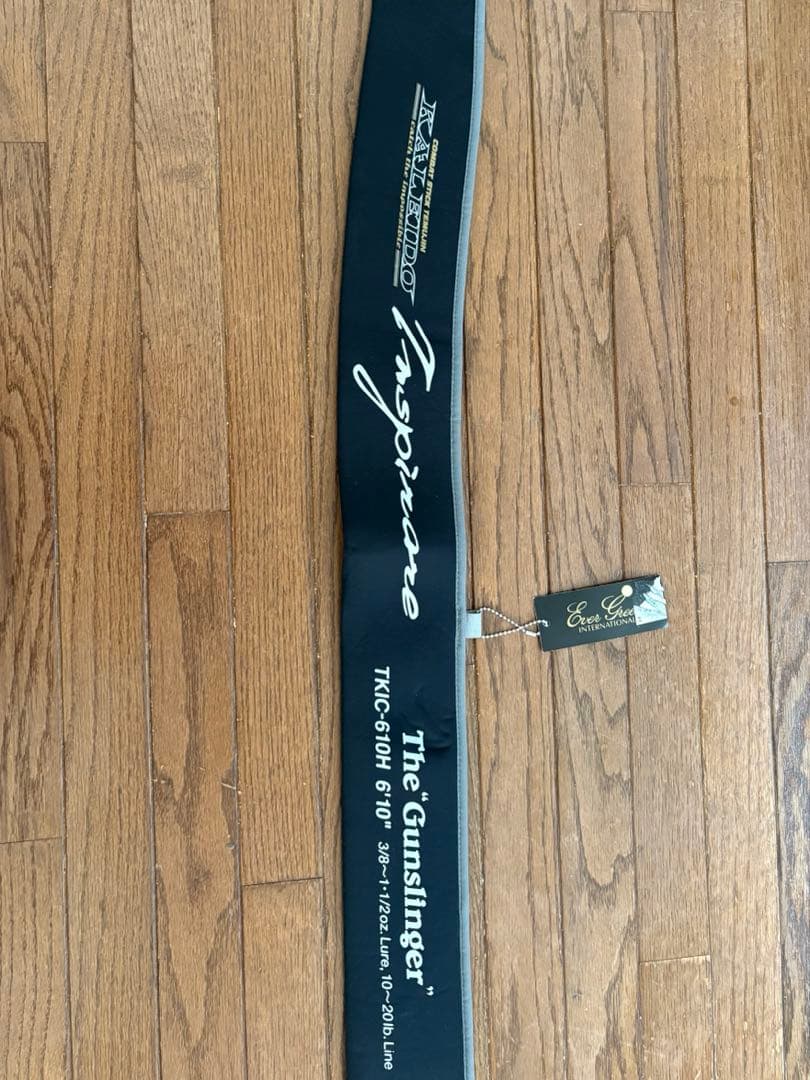 COMBAT STICK TEMUJIN
KALEIDO
Catch the impossible
Inspirare
The "Gunslinger"
TKIC-610H 6'10" 3/8〜1・1/2oz. Lure, 10〜20lb. Line
Ever Green
INTERNATIONAL